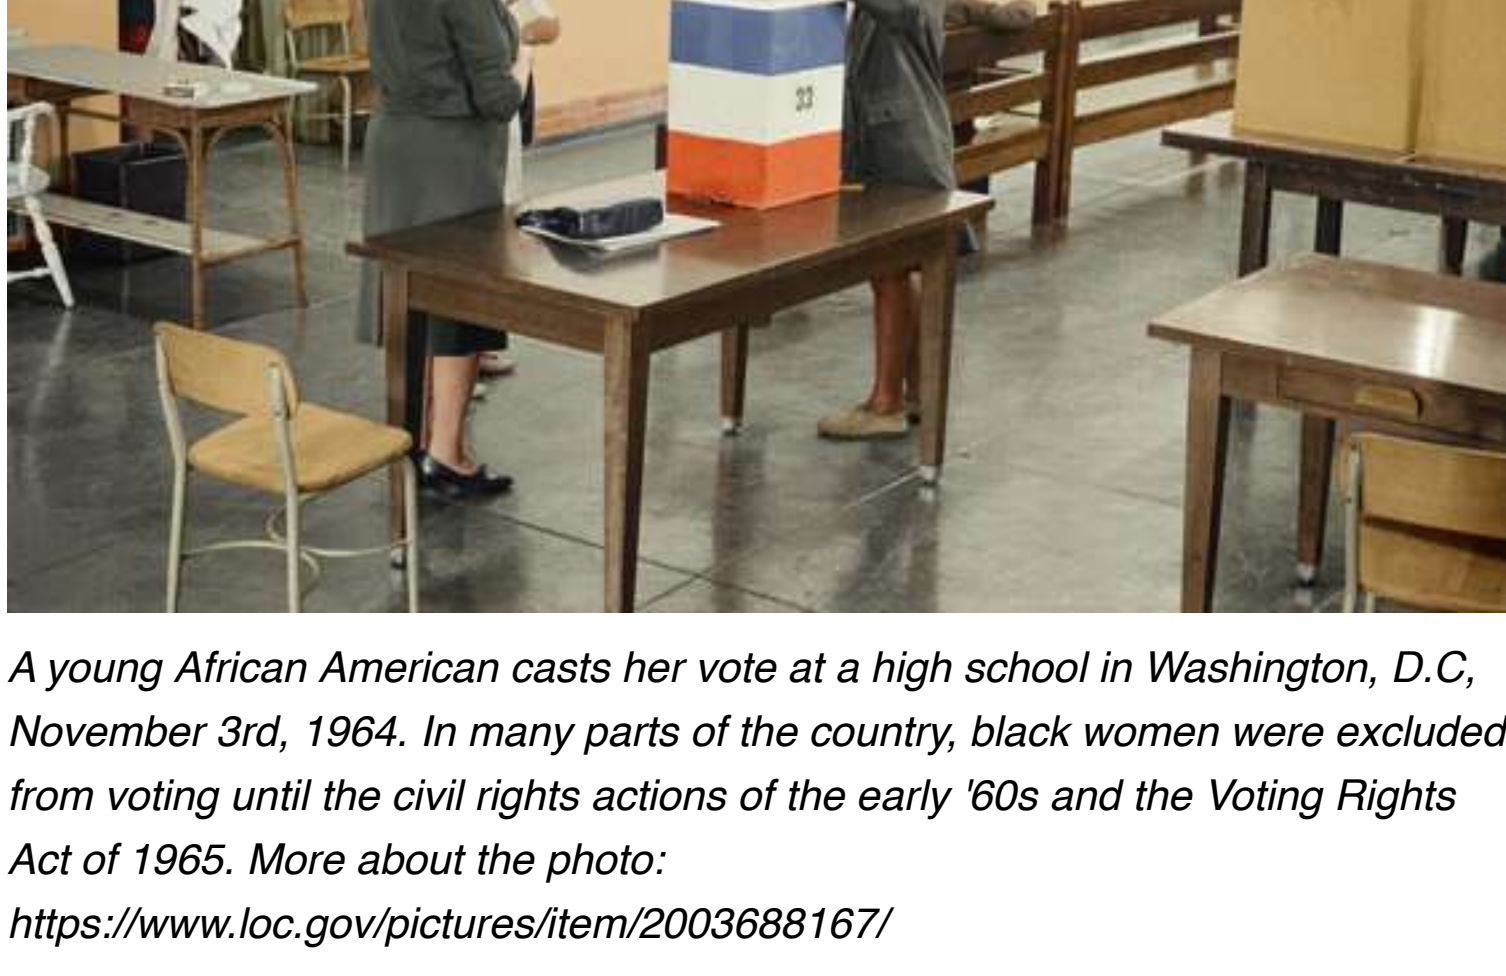 33
A young African American casts her vote at a high school in Washington, D.C,
November 3rd, 1964. In many parts of the country, black women were excluded
from voting until the civil rights actions of the early '60s and the Voting Rights
Act of 1965. More about the photo:
https://www.loc.gov/pictures/item/2003688167/